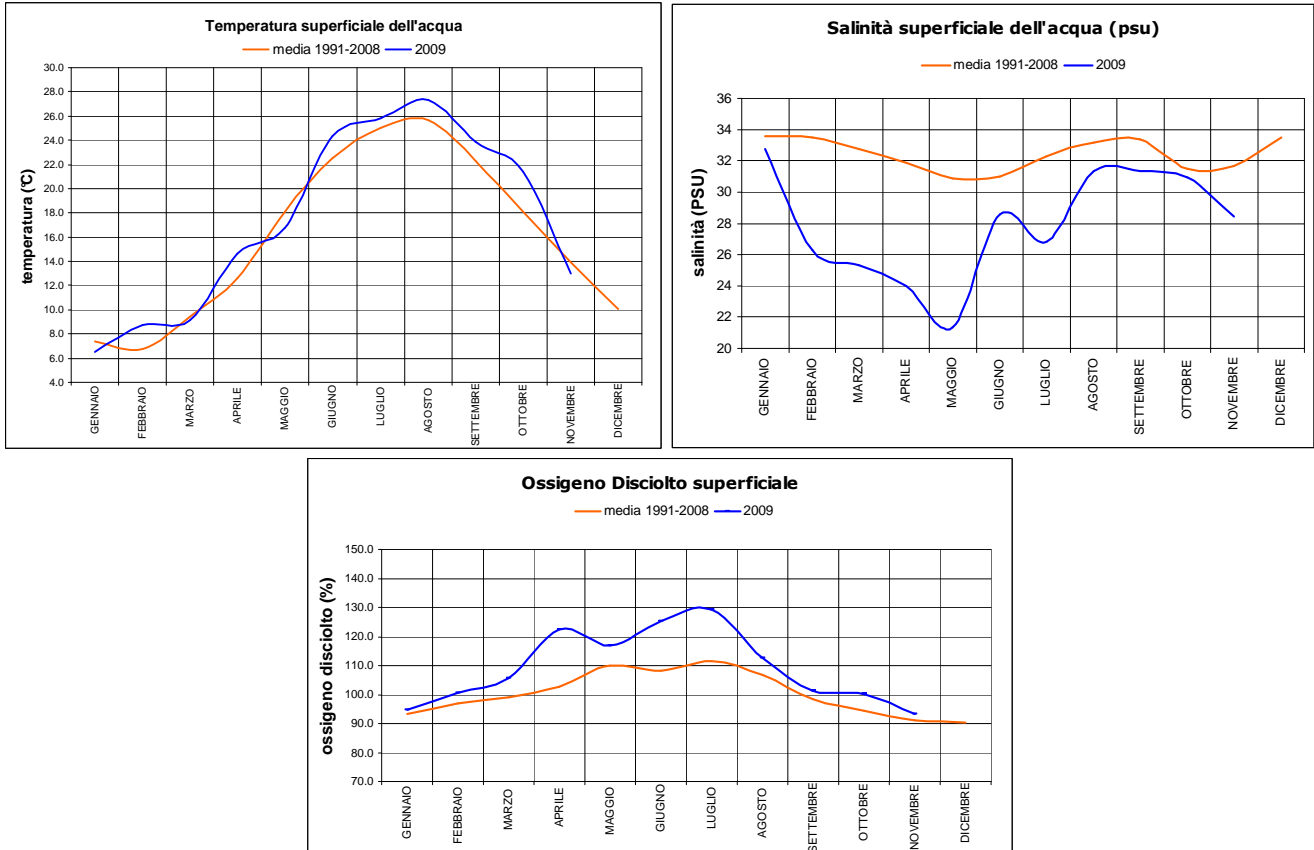 Temperatura superficiale dell'acqua
media 1991-2008 2009
temperatura (°C)
30.0
28.0
26.0
24.0
22.0
20.0
18.0
16.0
14.0
12.0
10.0
8.0
6.0
4.0
GENNAIO
FEBBRAIO
MARZO
APRILE
MAGGIO
GIUGNO
LUGLIO
AGOSTO
SETTEMBRE
OTTOBRE
NOVEMBRE
DICEMBRE
Salinità superficiale dell'acqua (psu)
media 1991-2008 2009
salinità (PSU)
36
34
32
30
28
26
24
22
20
GENNAIO
FEBBRAIO
MARZO
APRILE
MAGGIO
GIUGNO
LUGLIO
AGOSTO
SETTEMBRE
OTTOBRE
NOVEMBRE
DICEMBRE
Ossigeno Disciolto superficiale
media 1991-2008 2009
ossigeno disciolto (%)
150.0
140.0
130.0
120.0
110.0
100.0
90.0
80.0
70.0
GENNAIO
FEBBRAIO
MARZO
APRILE
MAGGIO
GIUGNO
LUGLIO
AGOSTO
SETTEMBRE
OTTOBRE
NOVEMBRE
DICEMBRE